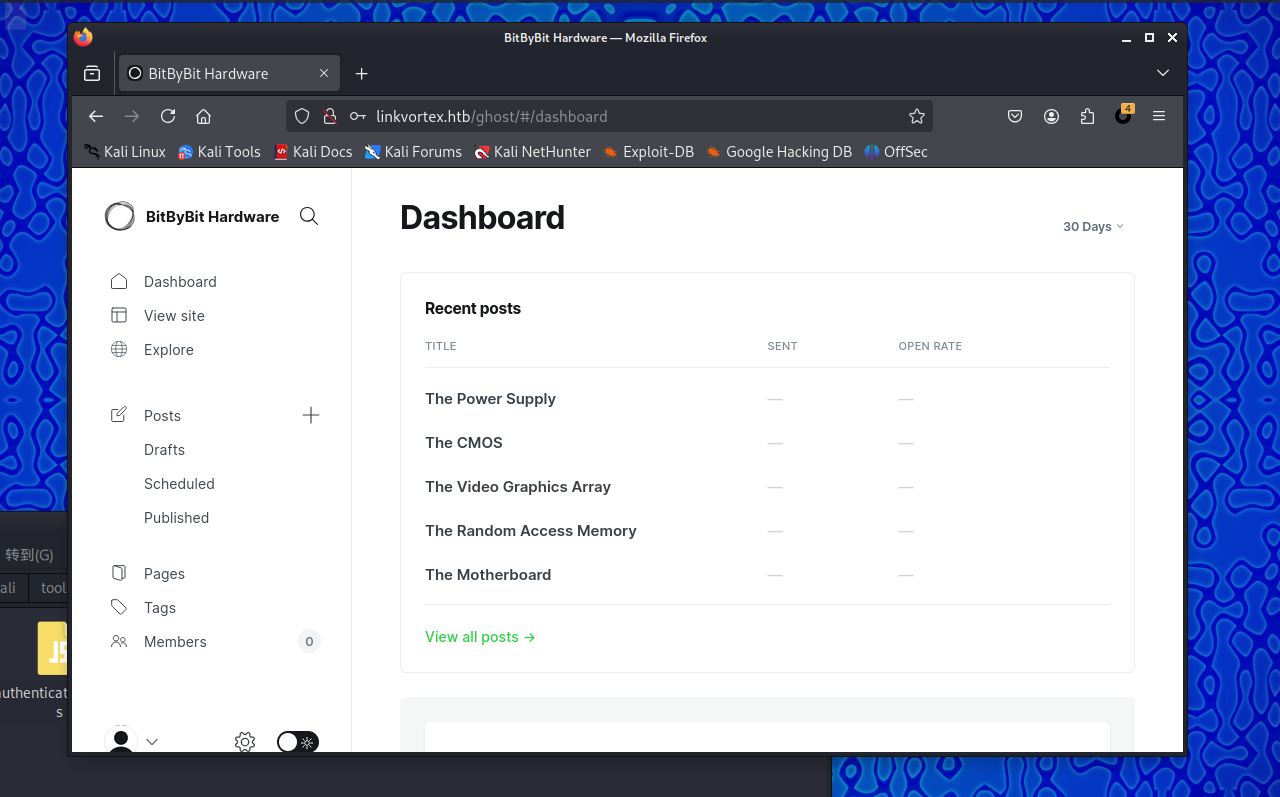 BitByBit Hardware — Mozilla Firefox
BitByBit Hardware
linkvortex.htb/ghost/#/dashboard
4
Kali Linux Kali Tools Kali Docs Kali Forums Kali NetHunter Exploit-DB Google Hacking DB OffSec
BitByBit Hardware
Dashboard
View site
Explore
Posts
Drafts
Scheduled
Published
Pages
Tags
Members 0
Dashboard
30 Days
Recent posts
TITLE SENT OPEN RATE
The Power Supply — —
The CMOS — —
The Video Graphics Array — —
The Random Access Memory — —
The Motherboard — —
View all posts →
转到(G)
ali tool
JS
uthenticat
s